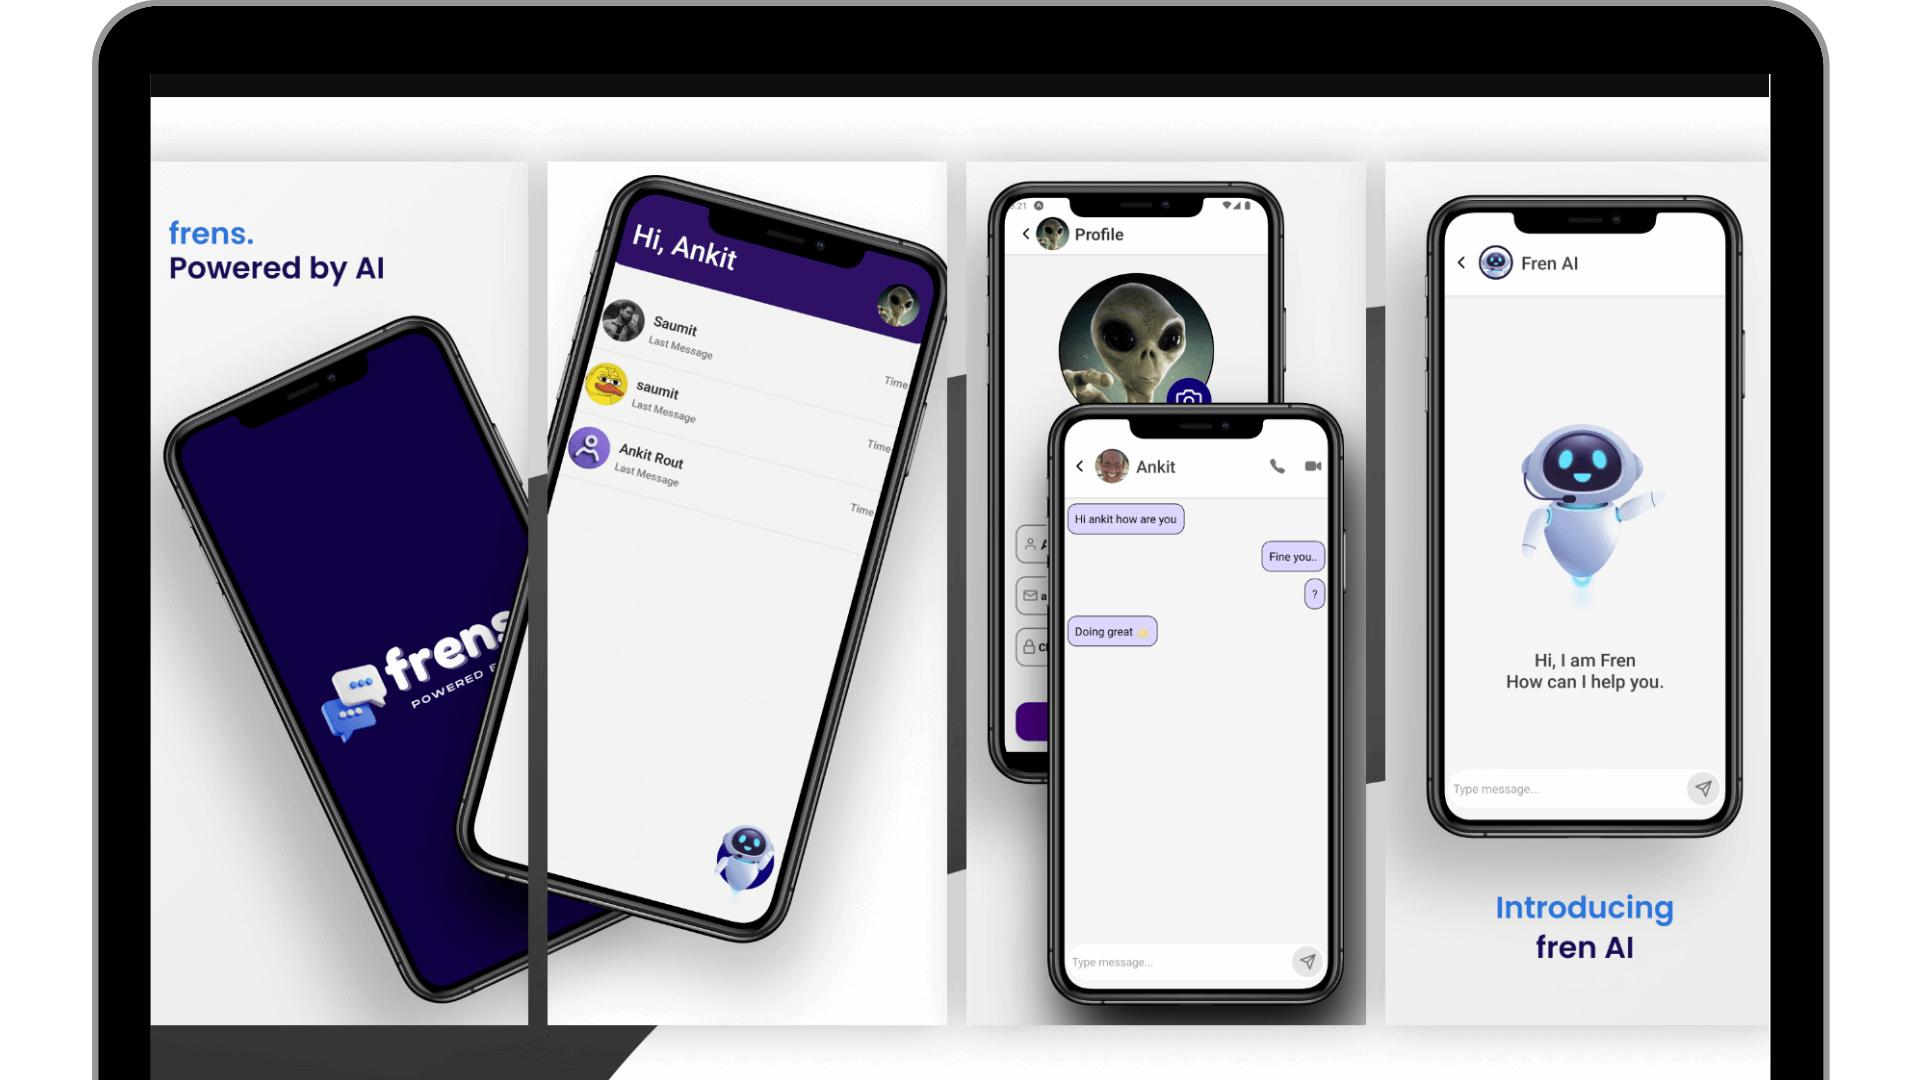 frens.
Powered by AI
frens
POWERED
Hi, Ankit
Saumit
Last Message
Time
saumit
Last Message
Time
Ankit Rout
Last Message
Time
:21
Profile
Ankit
Hi ankit how are you
Fine you..
?
Doing great 👍
Type message...
Fren AI
Hi, I am Fren
How can I help you.
Type message...
Introducing
fren AI